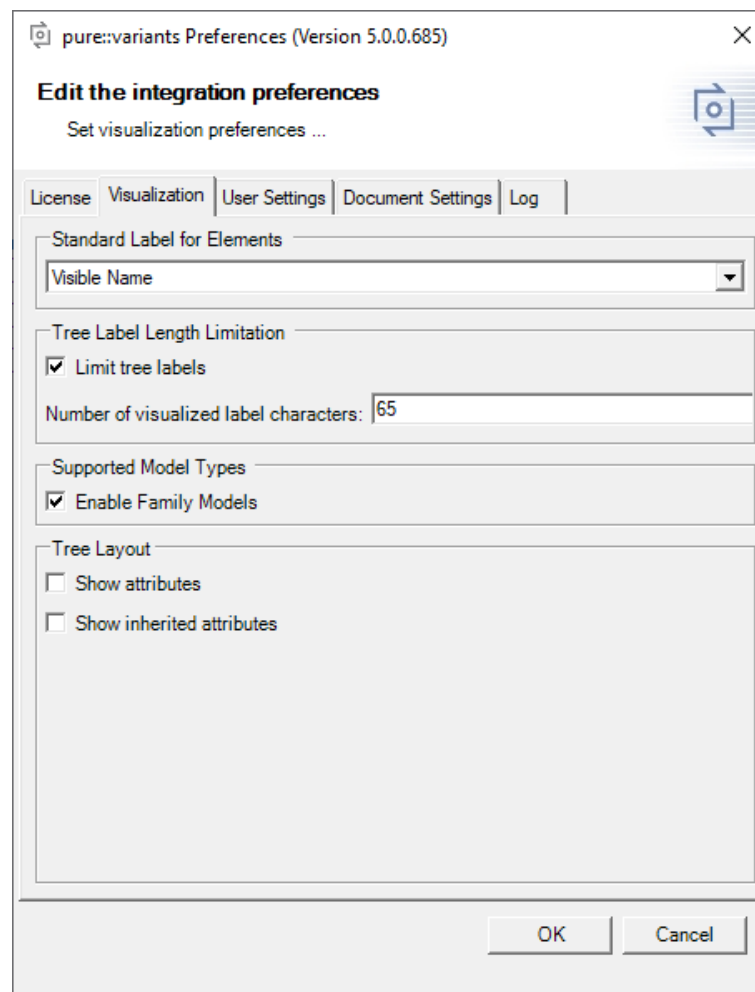 pure::variants Preferences (Version 5.0.0.685)
Edit the integration preferences
Set visualization preferences ...
License Visualization User Settings Document Settings Log
Standard Label for Elements
Visible Name
Tree Label Length Limitation
Limit tree labels
Number of visualized label characters: 65
Supported Model Types
Enable Family Models
Tree Layout
Show attributes
Show inherited attributes
OK Cancel